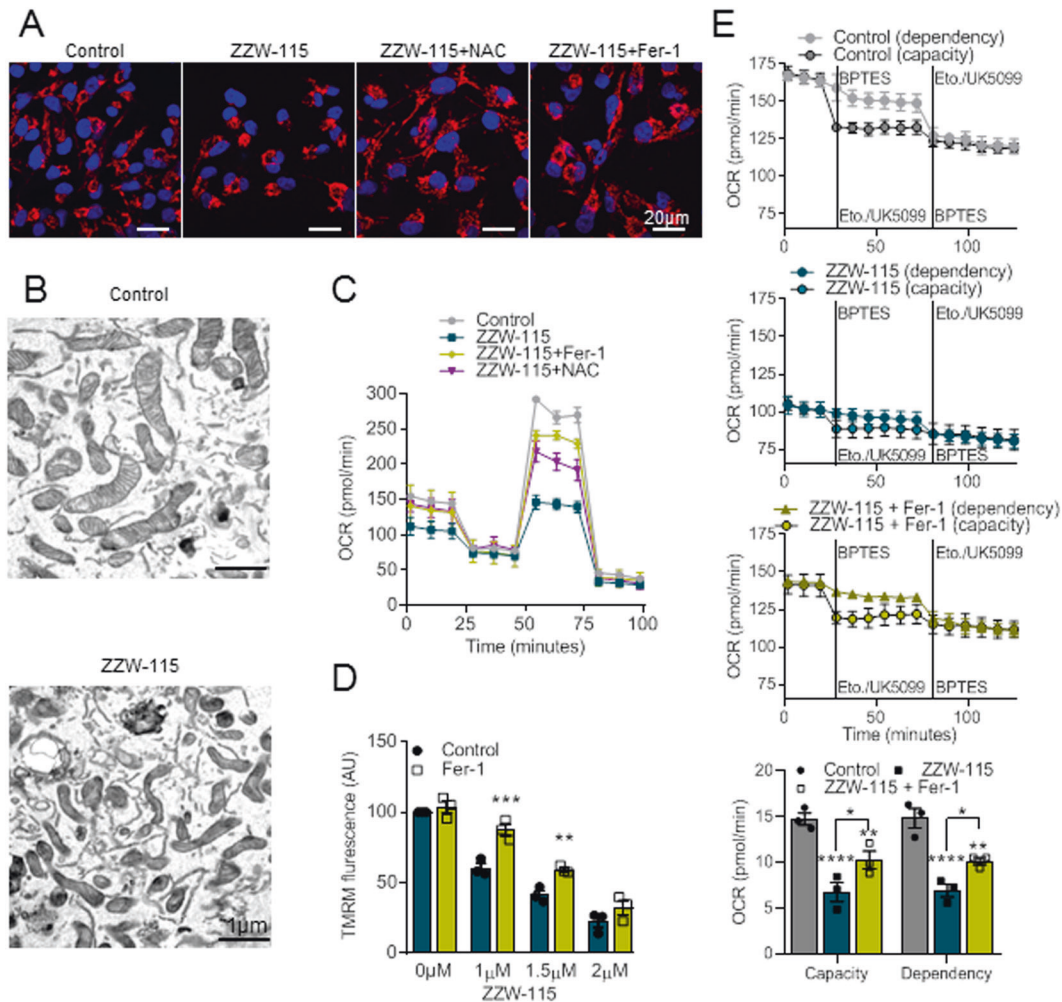 A
Control
ZZW-115
ZZW-115+NAC
ZZW-115+Fer-1
20µm
B
Control
ZZW-115
1µm
C
Control
ZZW-115
ZZW-115+Fer-1
ZZW-115+NAC
OCR (pmol/min)
300
250
200
150
100
50
0
0 25 50 75 100
Time (minutes)
D
Control
Fer-1
TMRM flurescence (AU)
150
100
50
0
***
**
0µM 1µM 1.5µM 2µM
ZZW-115
E
Control (dependency)
Control (capacity)
OCR (pmol/min)
175
150
125
100
75
BPTES
Eto./UK5099
Eto./UK5099
BPTES
0 50 100
ZZW-115 (dependency)
ZZW-115 (capacity)
OCR (pmol/min)
175
150
125
100
75
BPTES
Eto./UK5099
Eto./UK5099
BPTES
0 50 100
ZZW-115 + Fer-1 (dependency)
ZZW-115 + Fer-1 (capacity)
OCR (pmol/min)
175
150
125
100
75
BPTES
Eto./UK5099
Eto./UK5099
BPTES
0 50 100
Time (minutes)
Control ZZW-115
ZZW-115 + Fer-1
OCR (pmol/min)
20
15
10
5
0
* *
**** ** **** **
Capacity Dependency